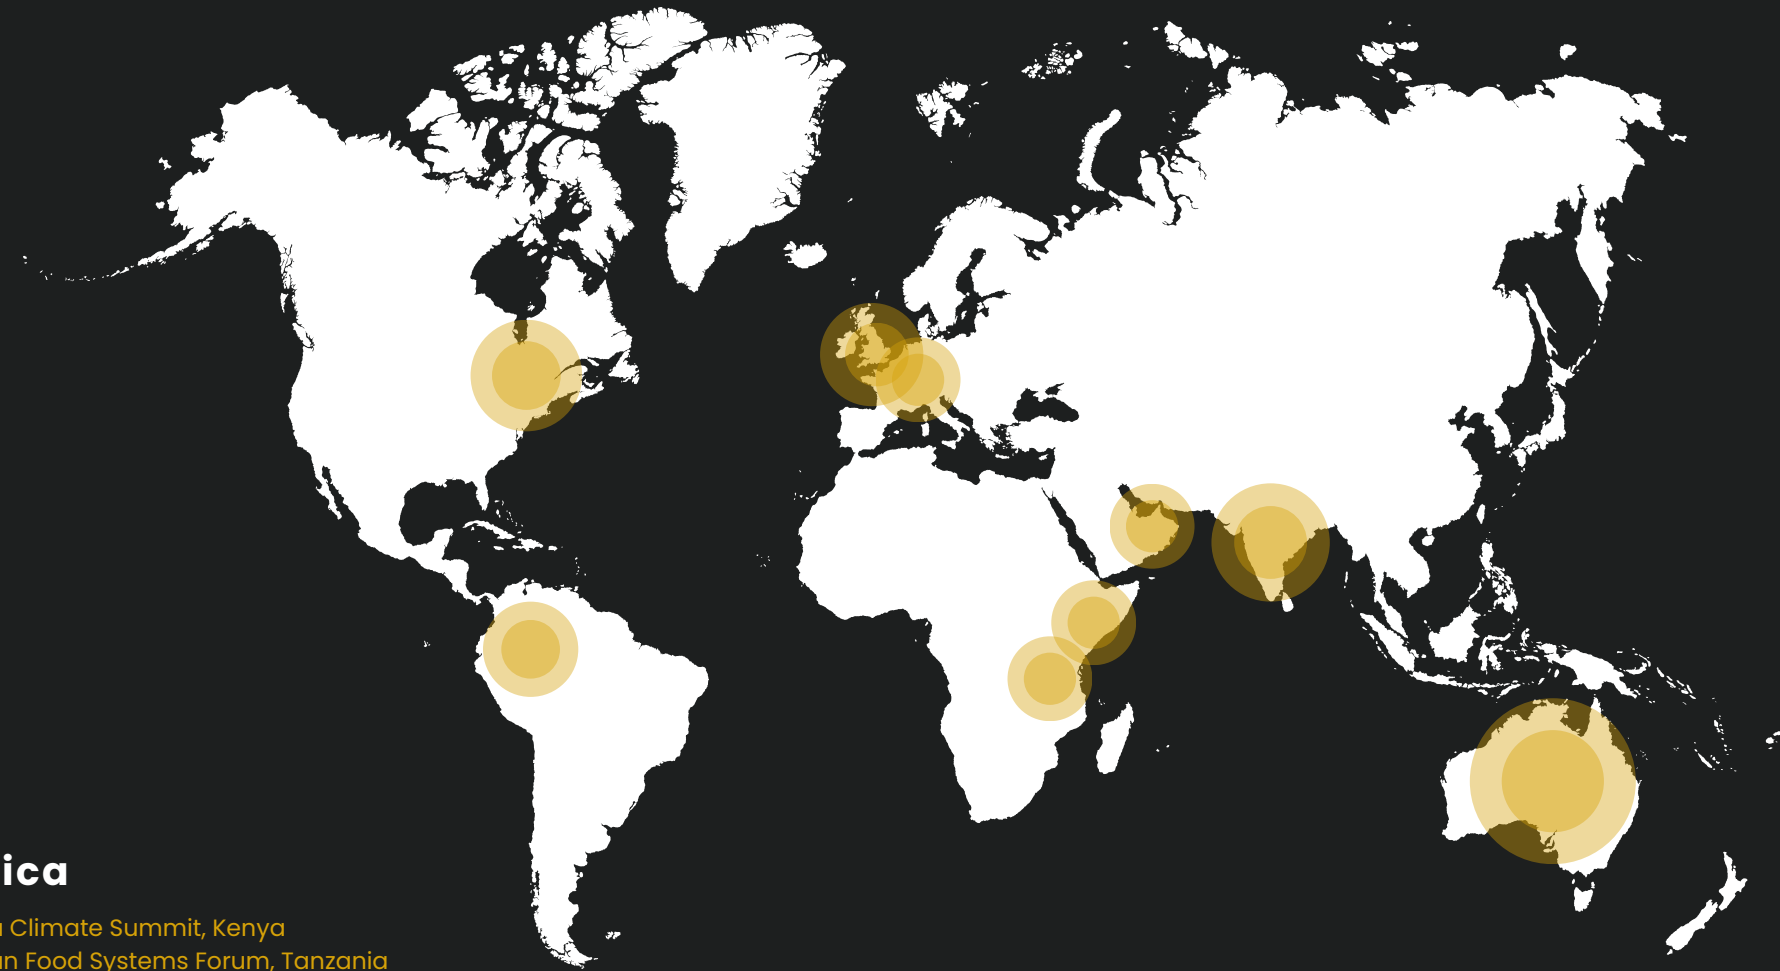 ica
Climate Summit, Kenya
n Food Systems Forum, Tanzania